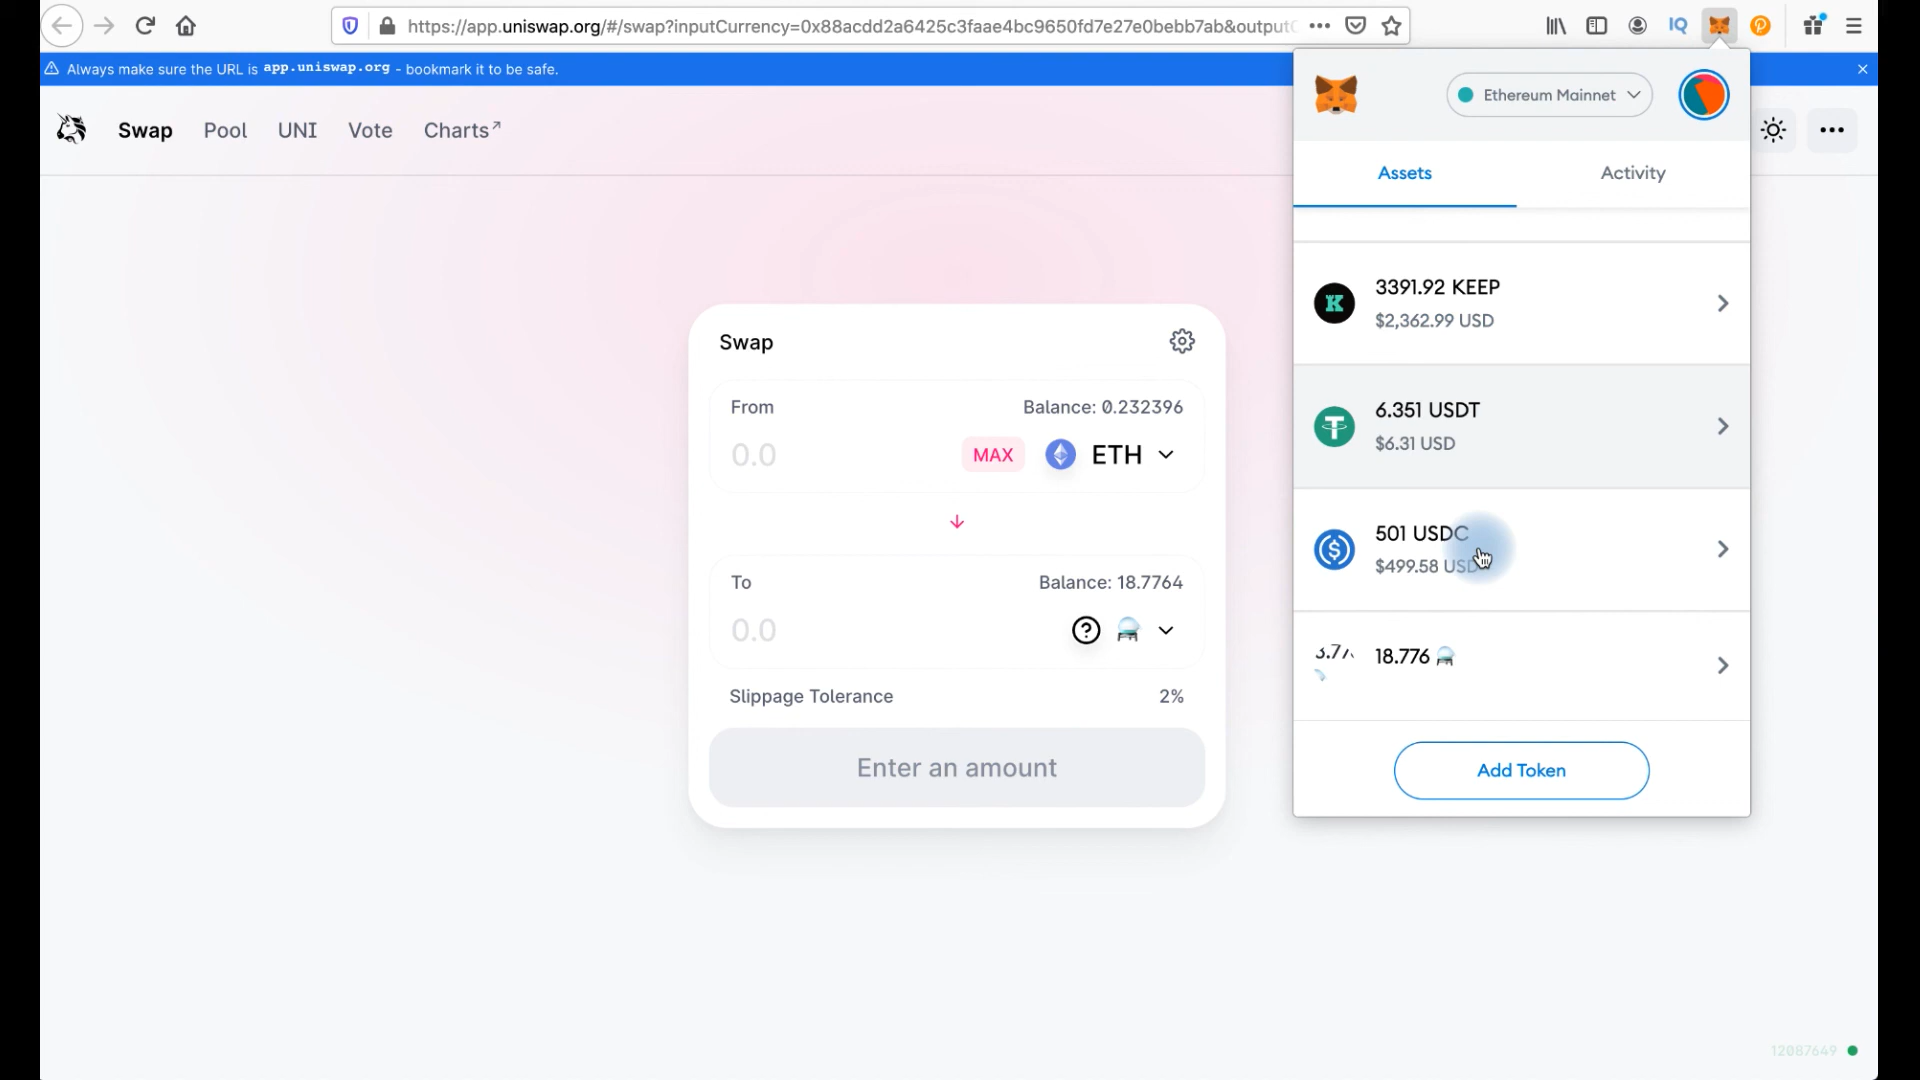 https://app.uniswap.org/#/swap?inputCurrency=0x88acdd2a6425c3faae4bc9650fd7e27e0bebb7ab&output
IQ
Always make sure the URL is app.uniswap.org - bookmark it to be safe.
Ethereum Mainnet
Swap
Pool
UNI
Vote
Charts
Assets
Activity
3391.92 KEEP
$2,362.99 USD
6.351 USDT
$6.31 USD
501 USDC
$499.58 USD
18.776
Add Token
Swap
From
Balance: 0.232396
0.0
MAX
ETH
To
Balance: 18.7764
0.0
Slippage Tolerance
2%
Enter an amount
12087649